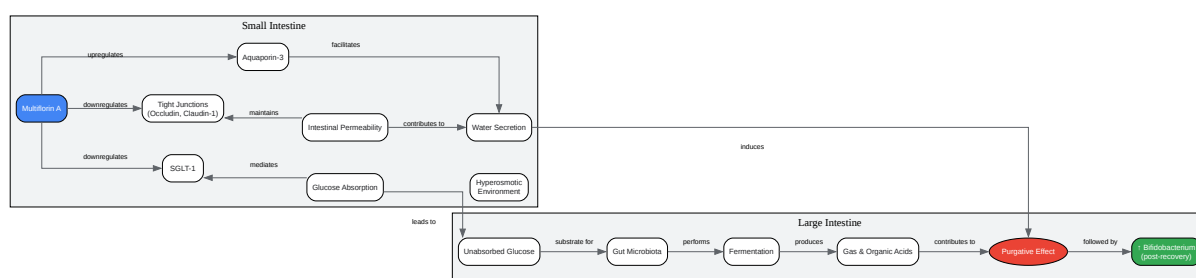 Small Intestine
upregulates
Aquaporin-3
facilitates
Multiflorin A
downregulates
Tight Junctions
(Occludin, Claudin-1)
maintains
Intestinal Permeability
contributes to
Water Secretion
induces
downregulates
SGLT-1
mediates
Glucose Absorption
Hyperosmotic
Environment
leads to
Large Intestine
Unabsorbed Glucose
substrate for
Gut Microbiota
performs
Fermentation
produces
Gas & Organic Acids
contributes to
Purgative Effect
followed by
↑ Bifidobacterium
(post-recovery)